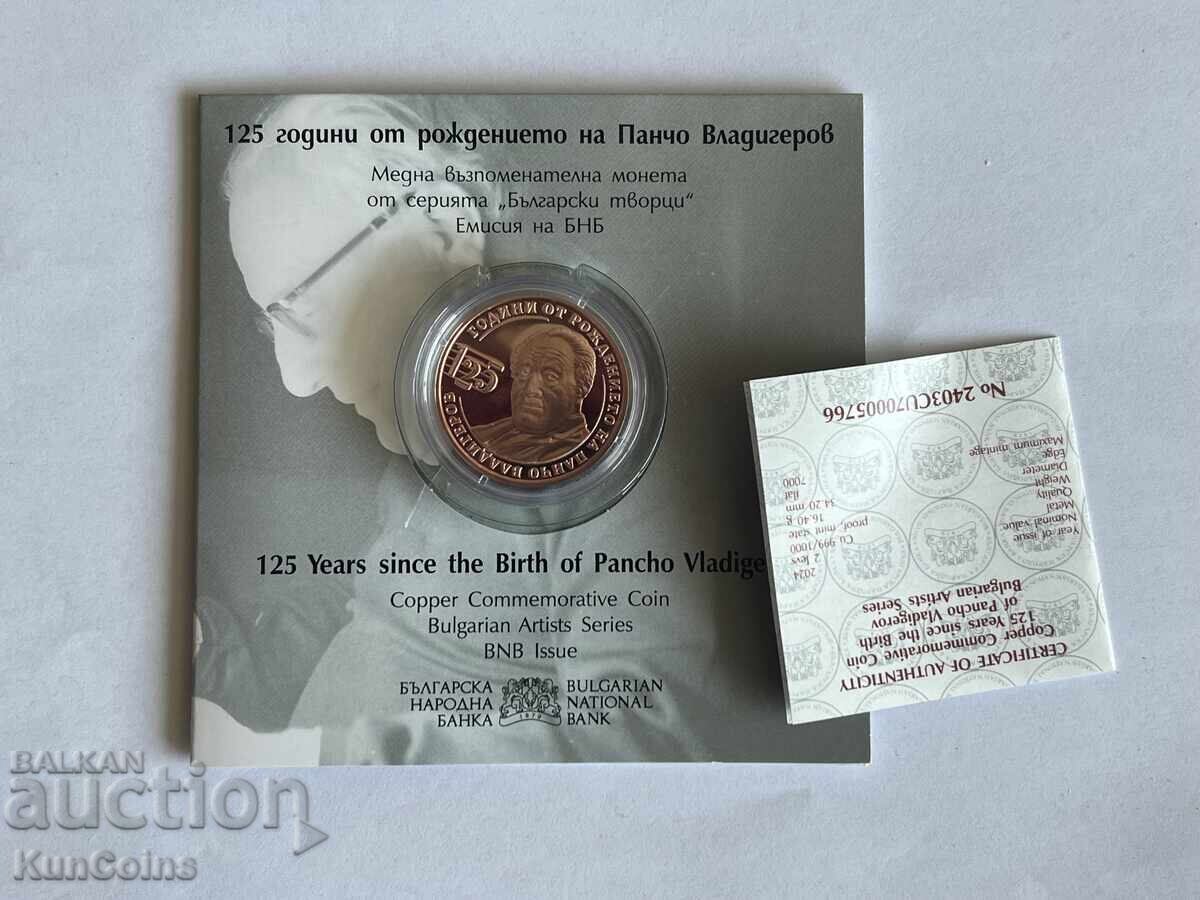 125 години от рождението на Панчо Владигеров
Медна възпоменателна монета
от серията „Български творци“
Емисия на БНБ
125 ГОДИНИ ОТ РОЖДЕНИЕТО НА ПАНЧО ВЛАДИГЕРОВ
125 Years since the Birth of Pancho Vladige
Copper Commemorative Coin
Bulgarian Artists Series
BNB Issue
БЪЛГАРСКА
НАРОДНА
БАНКА
1879
BULGARIAN
NATIONAL
BANK
CERTIFICATE OF AUTHENTICITY
Copper Commemorative Coin
125 Years since the Birth
of Pancho Vladigerov
Bulgarian Artists Series
Year of issue 2024
Nominal value 2 levs
Metal Cu 999/1000
Quality proof, mint state
Weight 16.40 g
Diameter 34.20 mm
Edge flat
Maximum mintage 7000
No 2403CU70005766
BALKAN
auction
KunCoins